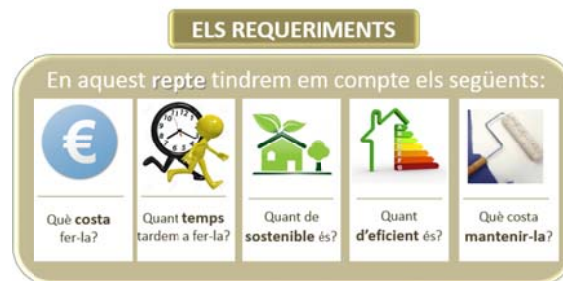 ELS REQUERIMENTS
En aquest repte tindrem em compte els següents:
Què costa
fer-la?
Quant temps
tardem a fer-la?
Quant de
sostenible és?
Quant
d'eficient és?
Què costa
mantenir-la?